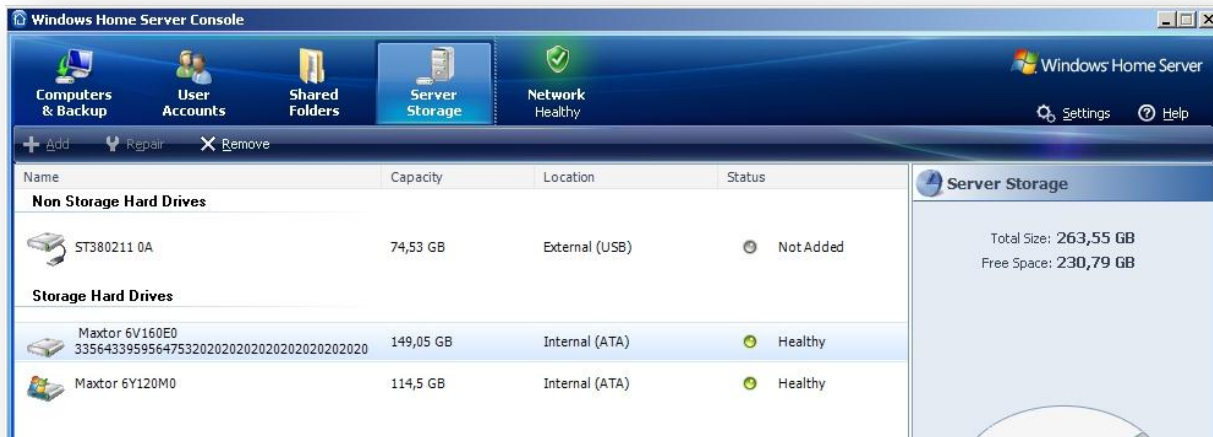 Windows Home Server Console
Computers & Backup
User Accounts
Shared Folders
Server Storage
Network Healthy
Windows Home Server
Settings
Help
Add
Repair
Remove
Name Capacity Location Status
Non Storage Hard Drives
ST380211 0A 74,53 GB External (USB) Not Added
Storage Hard Drives
Maxtor 6V160E0
3356433959564753202020202020202020202020 149,05 GB Internal (ATA) Healthy
Maxtor 6Y120M0 114,5 GB Internal (ATA) Healthy
Server Storage
Total Size: 263,55 GB
Free Space: 230,79 GB